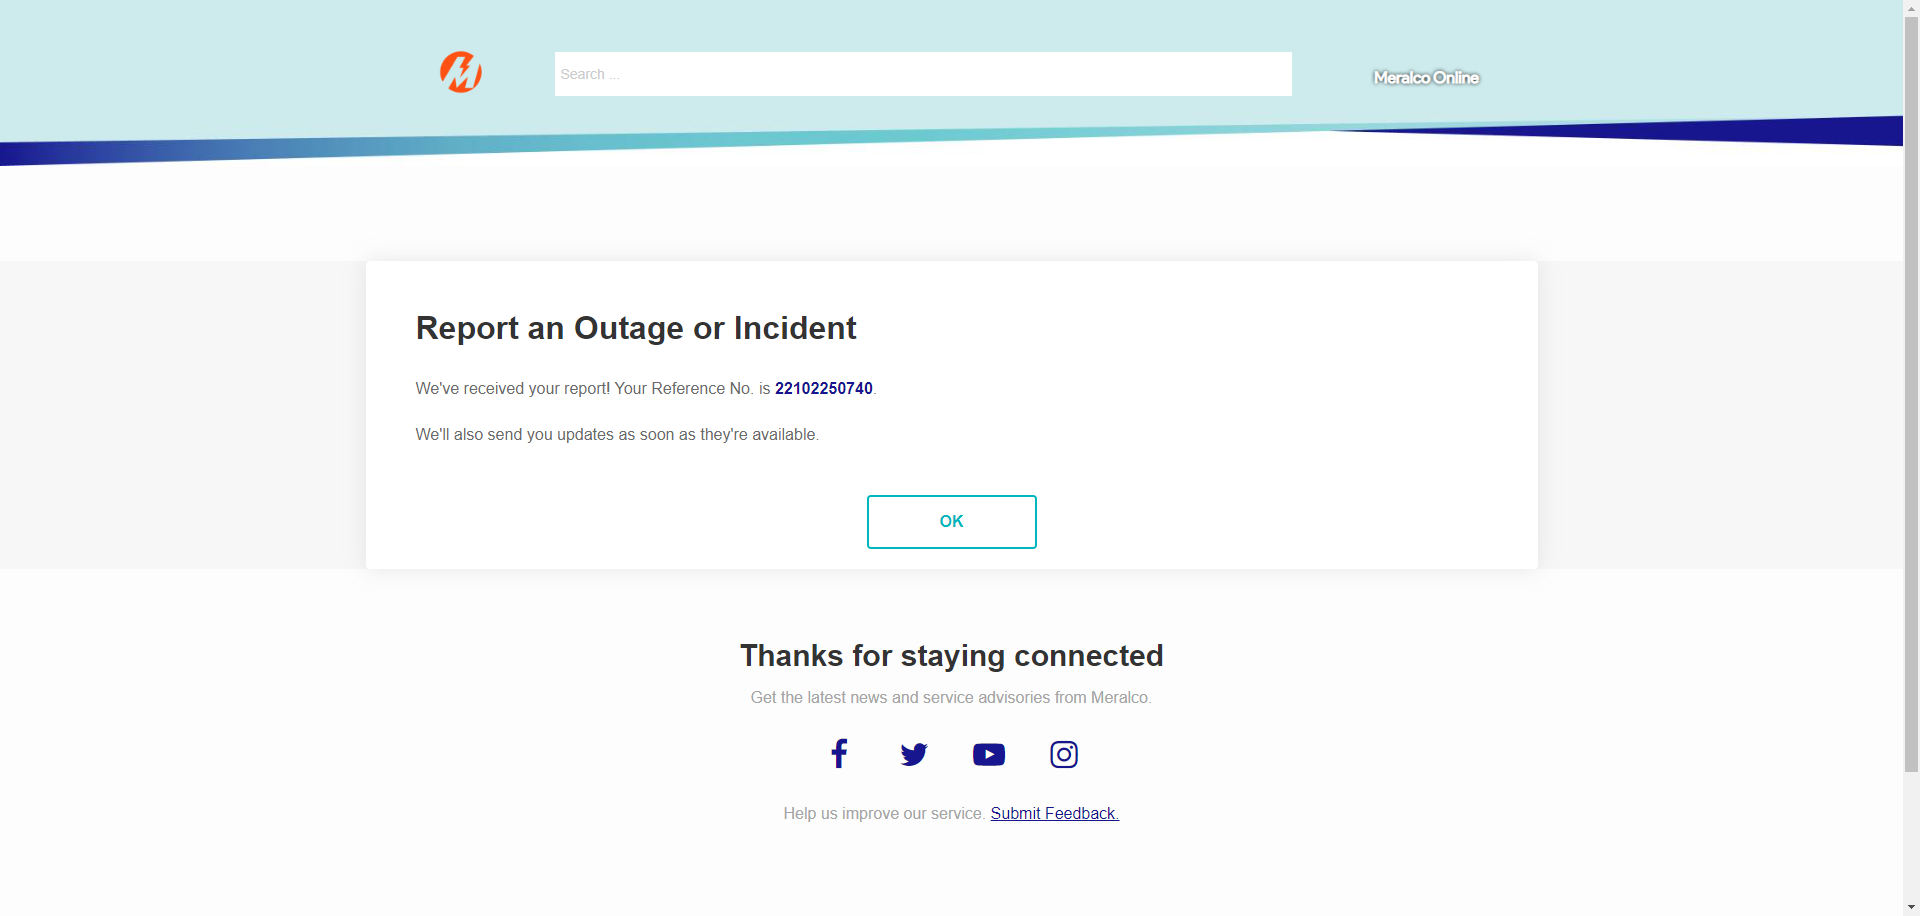 Search ...
Meralco Online
Report an Outage or Incident
We've received your report! Your Reference No. is 22102250740.
We'll also send you updates as soon as they're available.
OK
Thanks for staying connected
Get the latest news and service advisories from Meralco.
Help us improve our service. Submit Feedback.